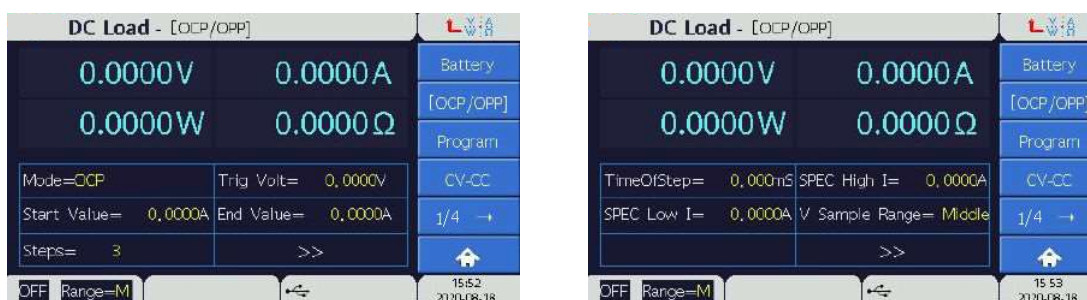 DC Load - [OCP/OPP]
0.0000V 0.0000A
Battery
[OCP/OPP]
0.0000W 0.0000Ω
Program
Mode=OCP Trig Volt= 0.0000V
CV-CC
Start Value= 0.0000A End Value= 0.0000A
1/4 →
Steps= 3 >>
OFF Range=M
15:52
2020-08-18
DC Load - [OCP/OPP]
0.0000V 0.0000A
Battery
[OCP/OPP]
0.0000W 0.0000Ω
Program
TimeOfStep= 0.000mS SPEC High I= 0.0000A
CV-CC
SPEC Low I= 0.0000A V Sample Range= Middle
1/4 →
>>
OFF Range=M
15:53
2020-08-18